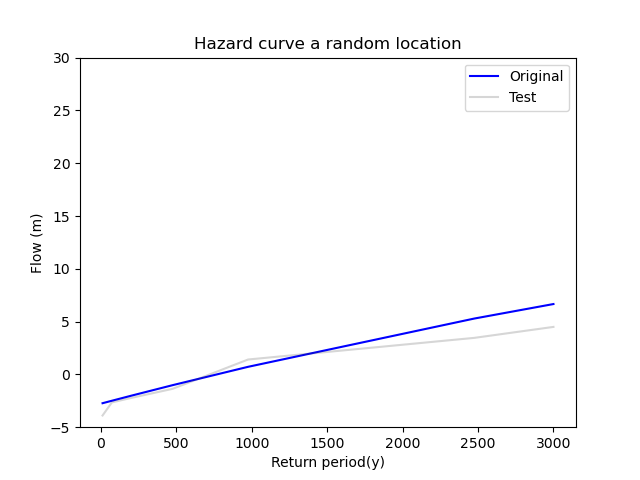 Hazard curve a random location
Original
Test
30
25
20
15
10
5
0
−5
Flow (m)
0 500 1000 1500 2000 2500 3000
Return period(y)